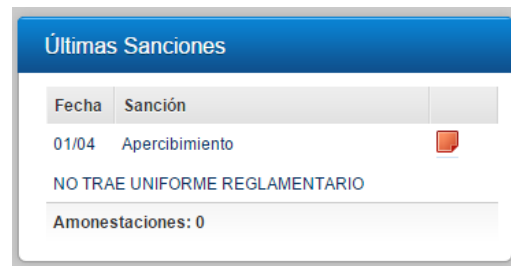 Últimas Sanciones
Fecha Sanción
01/04 Apercibimiento
NO TRAE UNIFORME REGLAMENTARIO
Amonestaciones: 0